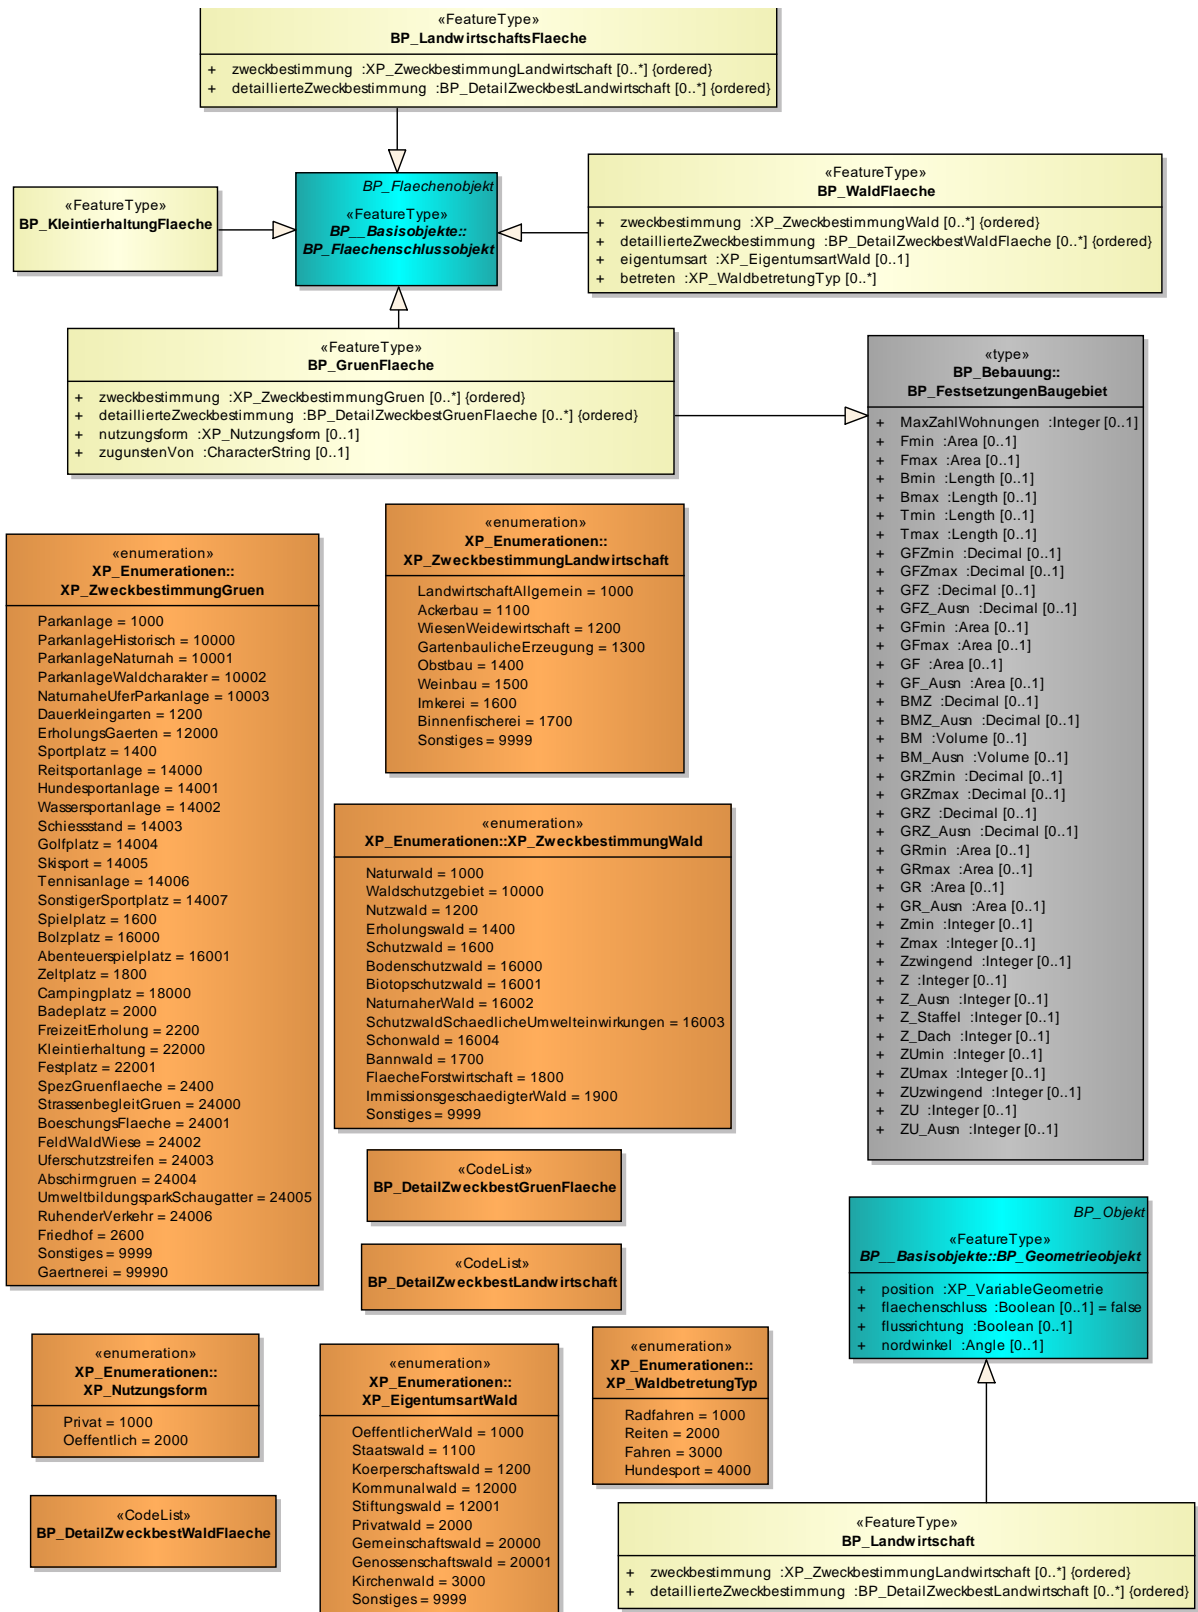 «FeatureType»
BP_LandwirtschaftsFlaeche
+ zweckbestimmung :XP_ZweckbestimmungLandwirtschaft [0..*] {ordered}
+ detaillierteZweckbestimmung :BP_DetailZweckbestLandwirtschaft [0..*] {ordered}
«FeatureType»
BP_KleintierhaltungFlaeche
BP_Flaechenobjekt
«FeatureType»
BP__Basisobjekte::
BP_Flaechenschlussobjekt
«FeatureType»
BP_WaldFlaeche
+ zweckbestimmung :XP_ZweckbestimmungWald [0..*] {ordered}
+ detaillierteZweckbestimmung :BP_DetailZweckbestWaldFlaeche [0..*] {ordered}
+ eigentumsart :XP_EigentumsartWald [0..1]
+ betreten :XP_WaldbetretungTyp [0..*]
«FeatureType»
BP_GruenFlaeche
+ zweckbestimmung :XP_ZweckbestimmungGruen [0..*] {ordered}
+ detaillierteZweckbestimmung :BP_DetailZweckbestGruenFlaeche [0..*] {ordered}
+ nutzungsform :XP_Nutzungsform [0..1]
+ zugunstenVon :CharacterString [0..1]
«type»
BP_Bebauung::
BP_FestsetzungenBaugebiet
+ MaxZahlWohnungen :Integer [0..1]
+ Fmin :Area [0..1]
+ Fmax :Area [0..1]
+ Bmin :Length [0..1]
+ Bmax :Length [0..1]
+ Tmin :Length [0..1]
+ Tmax :Length [0..1]
+ GFZmin :Decimal [0..1]
+ GFZmax :Decimal [0..1]
+ GFZ :Decimal [0..1]
+ GFZ_Ausn :Decimal [0..1]
+ GFmin :Area [0..1]
+ GFmax :Area [0..1]
+ GF :Area [0..1]
+ GF_Ausn :Area [0..1]
+ BMZ :Decimal [0..1]
+ BMZ_Ausn :Decimal [0..1]
+ BM :Volume [0..1]
+ BM_Ausn :Volume [0..1]
+ GRZmin :Decimal [0..1]
+ GRZmax :Decimal [0..1]
+ GRZ :Decimal [0..1]
+ GRZ_Ausn :Decimal [0..1]
+ GRmin :Area [0..1]
+ GRmax :Area [0..1]
+ GR :Area [0..1]
+ GR_Ausn :Area [0..1]
+ Zmin :Integer [0..1]
+ Zmax :Integer [0..1]
+ Zzwingend :Integer [0..1]
+ Z :Integer [0..1]
+ Z_Ausn :Integer [0..1]
+ Z_Staffel :Integer [0..1]
+ Z_Dach :Integer [0..1]
+ ZUmin :Integer [0..1]
+ ZUmax :Integer [0..1]
+ ZUzwingend :Integer [0..1]
+ ZU :Integer [0..1]
+ ZU_Ausn :Integer [0..1]
«enumeration»
XP_Enumerationen::
XP_ZweckbestimmungGruen
Parkanlage = 1000
ParkanlageHistorisch = 10000
ParkanlageNaturnah = 10001
ParkanlageWaldcharakter = 10002
NaturnaheUferParkanlage = 10003
Dauerkleingarten = 1200
ErholungsGaerten = 12000
Sportplatz = 1400
Reitsportanlage = 14000
Hundesportanlage = 14001
Wassersportanlage = 14002
Schiessstand = 14003
Golfplatz = 14004
Skisport = 14005
Tennisanlage = 14006
SonstigerSportplatz = 14007
Spielplatz = 1600
Bolzplatz = 16000
Abenteuerspielplatz = 16001
Zeltplatz = 1800
Campingplatz = 18000
Badeplatz = 2000
FreizeitErholung = 2200
Kleintierhaltung = 22000
Festplatz = 22001
SpezGruenflaeche = 2400
StrassenbegleitGruen = 24000
BoeschungsFlaeche = 24001
FeldWaldWiese = 24002
Uferschutzstreifen = 24003
Abschirmgruen = 24004
UmweltbildungsparkSchaugatter = 24005
RuhenderVerkehr = 24006
Friedhof = 2600
Sonstiges = 9999
Gaertnerei = 99990
«enumeration»
XP_Enumerationen::
XP_ZweckbestimmungLandwirtschaft
LandwirtschaftAllgemein = 1000
Ackerbau = 1100
WiesenWeidewirtschaft = 1200
GartenbaulicheErzeugung = 1300
Obstbau = 1400
Weinbau = 1500
Imkerei = 1600
Binnenfischerei = 1700
Sonstiges = 9999
«enumeration»
XP_Enumerationen::XP_ZweckbestimmungWald
Naturwald = 1000
Waldschutzgebiet = 10000
Nutzwald = 1200
Erholungswald = 1400
Schutzwald = 1600
Bodenschutzwald = 16000
Biotopschutzwald = 16001
NaturnaherWald = 16002
SchutzwaldSchaedlicheUmwelteinwirkungen = 16003
Schonwald = 16004
Bannwald = 1700
FlaecheForstwirtschaft = 1800
ImmissionsgeschaedigterWald = 1900
Sonstiges = 9999
«CodeList»
BP_DetailZweckbestGruenFlaeche
«CodeList»
BP_DetailZweckbestLandwirtschaft
BP_Objekt
«FeatureType»
BP__Basisobjekte::BP_Geometrieobjekt
+ position :XP_VariableGeometrie
+ flaechenschluss :Boolean [0..1] = false
+ flussrichtung :Boolean [0..1]
+ nordwinkel :Angle [0..1]
«enumeration»
XP_Enumerationen::
XP_Nutzungsform
Privat = 1000
Oeffentlich = 2000
«CodeList»
BP_DetailZweckbestWaldFlaeche
«enumeration»
XP_Enumerationen::
XP_EigentumsartWald
OeffentlicherWald = 1000
Staatswald = 1100
Koerperschaftswald = 1200
Kommunalwald = 12000
Stiftungswald = 12001
Privatwald = 2000
Gemeinschaftswald = 20000
Genossenschaftswald = 20001
Kirchenwald = 3000
Sonstiges = 9999
«enumeration»
XP_Enumerationen::
XP_WaldbetretungTyp
Radfahren = 1000
Reiten = 2000
Fahren = 3000
Hundesport = 4000
«FeatureType»
BP_Landwirtschaft
+ zweckbestimmung :XP_ZweckbestimmungLandwirtschaft [0..*] {ordered}
+ detaillierteZweckbestimmung :BP_DetailZweckbestLandwirtschaft [0..*] {ordered}